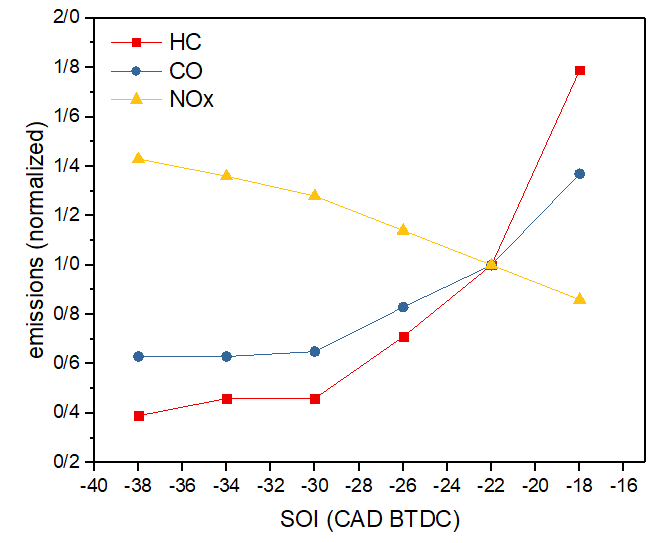 2/0
1/8
1/6
1/4
1/2
1/0
0/8
0/6
0/4
0/2
emissions (normalized)
HC
CO
NOx
-40 -38 -36 -34 -32 -30 -28 -26 -24 -22 -20 -18 -16
SOI (CAD BTDC)